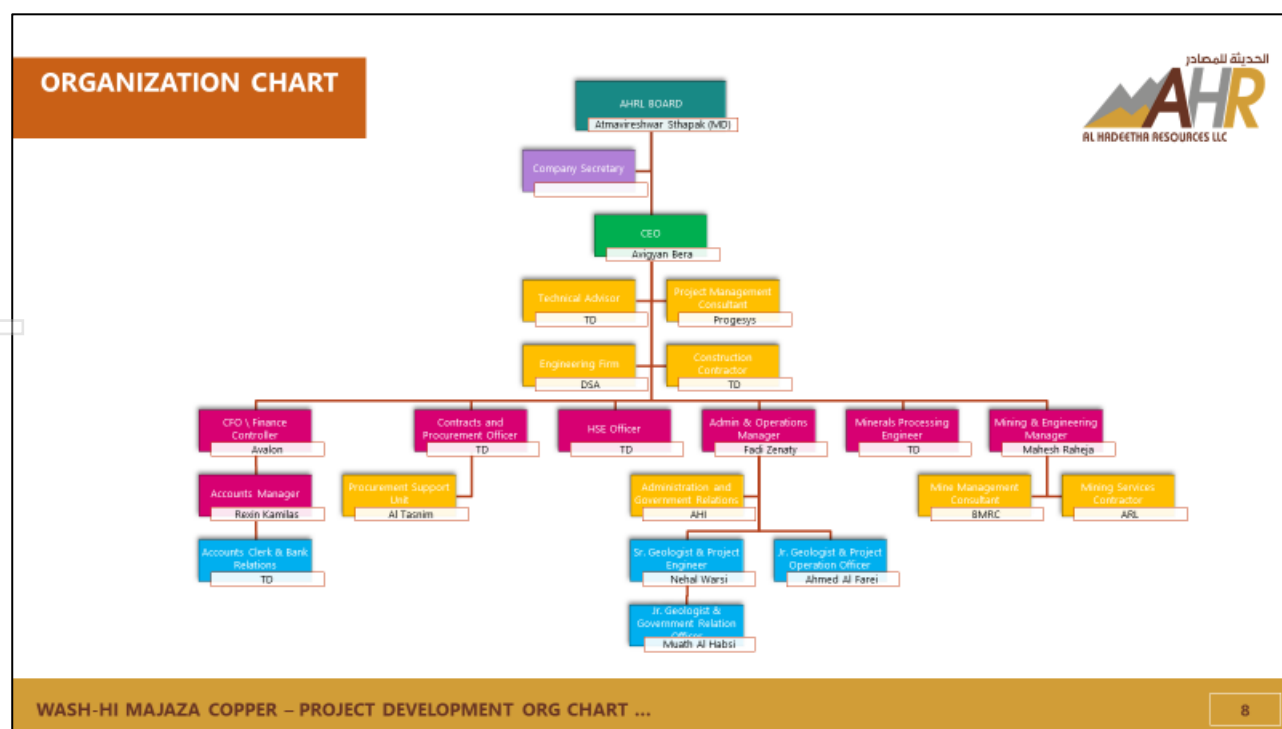 ORGANIZATION CHART
الحديثة للمصادر
AHR
AL HADEETHA RESOURCES LLC
AHRL BOARD
Atmavireshwar Sthapak (MD)
Company Secretary
CEO
Avigyan Bera
Technical Advisor
TD
Project Management
Consultant
Progesys
Engineering Firm
DSA
Construction
Contractor
TD
CFO \ Finance
Controller
Avalon
Contracts and
Procurement Officer
TD
HSE Officer
TD
Admin & Operations
Manager
Fadi Zenaty
Minerals Processing
Engineer
TD
Mining & Engineering
Manager
Mahesh Raheja
Accounts Manager
Rexin Kamilas
Procurement Support
Unit
Al Tasnim
Administration and
Government Relations
AHI
Mine Management
Consultant
BMRC
Mining Services
Contractor
ARL
Accounts Clerk & Bank
Relations
TD
Sr. Geologist & Project
Engineer
Nehal Warsi
Jr. Geologist & Project
Operation Officer
Ahmed Al Farei
Jr. Geologist &
Government Relation
Officer
Muath Al Habsi
WASH-HI MAJAZA COPPER – PROJECT DEVELOPMENT ORG CHART ...
8